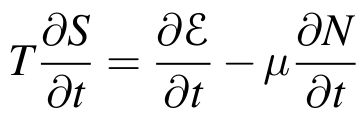 T ∂S/∂t = ∂ℰ/∂t − μ ∂N/∂t